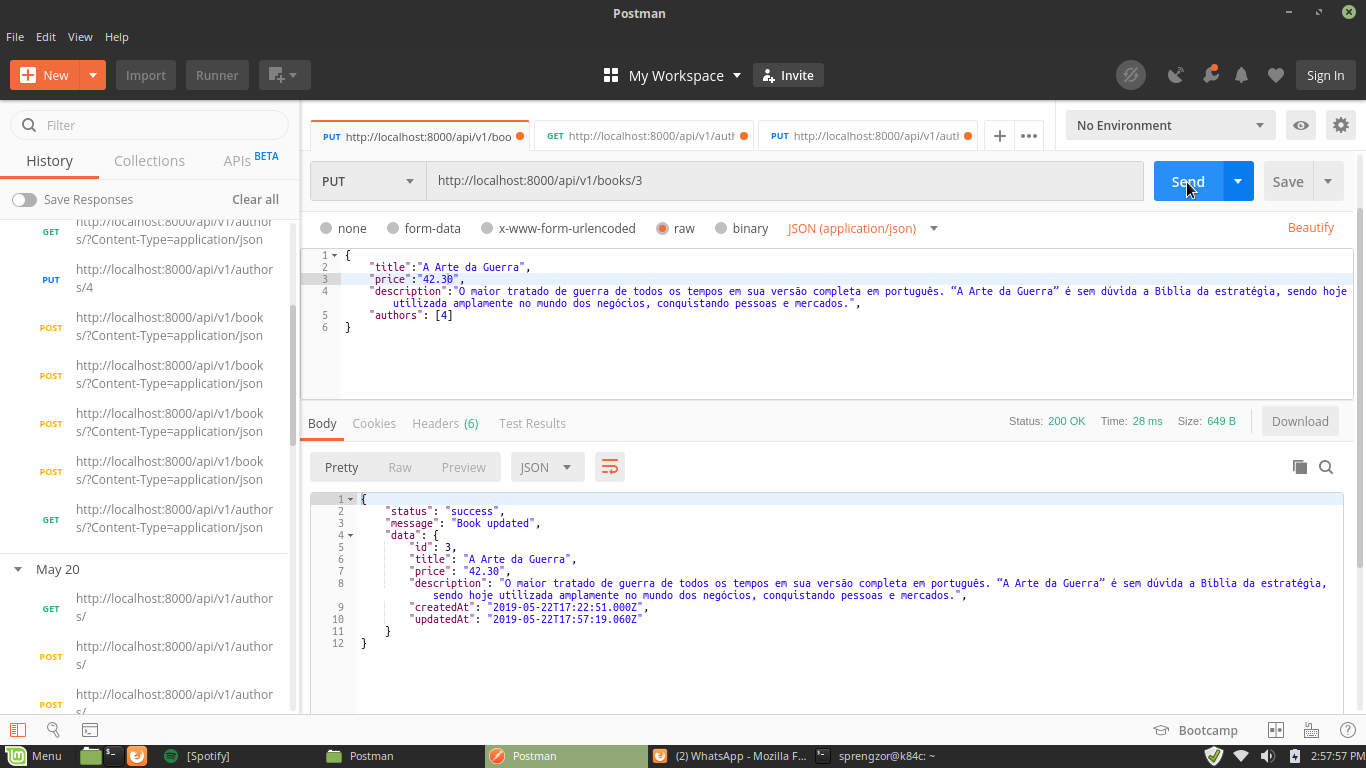 Postman
File Edit View Help
New Import Runner My Workspace Invite Sign In
Filter
History Collections APIs BETA
Save Responses Clear all
GET http://localhost:8000/api/v1/author
s/?Content-Type=application/json
PUT http://localhost:8000/api/v1/author
s/4
POST http://localhost:8000/api/v1/book
s/?Content-Type=application/json
POST http://localhost:8000/api/v1/book
s/?Content-Type=application/json
POST http://localhost:8000/api/v1/book
s/?Content-Type=application/json
POST http://localhost:8000/api/v1/book
s/?Content-Type=application/json
GET http://localhost:8000/api/v1/author
s/?Content-Type=application/json
May 20
GET http://localhost:8000/api/v1/author
s/
POST http://localhost:8000/api/v1/author
s/
POST http://localhost:8000/api/v1/author
s/
PUT http://localhost:8000/api/v1/boo GET http://localhost:8000/api/v1/auth PUT http://localhost:8000/api/v1/auth
No Environment
PUT http://localhost:8000/api/v1/books/3 Send Save
none form-data x-www-form-urlencoded raw binary JSON (application/json) Beautify
1 {
2 "title":"A Arte da Guerra",
3 "price":"42.30",
4 "description":"O maior tratado de guerra de todos os tempos em sua versão completa em português. “A Arte da Guerra” é sem dúvida a Bíblia da estratégia, sendo hoje
utilizada amplamente no mundo dos negócios, conquistando pessoas e mercados.",
5 "authors": [4]
6 }
Body Cookies Headers (6) Test Results Status: 200 OK Time: 28 ms Size: 649 B Download
Pretty Raw Preview JSON
1 {
2 "status": "success",
3 "message": "Book updated",
4 "data": {
5 "id": 3,
6 "title": "A Arte da Guerra",
7 "price": "42.30",
8 "description": "O maior tratado de guerra de todos os tempos em sua versão completa em português. “A Arte da Guerra” é sem dúvida a Bíblia da estratégia,
sendo hoje utilizada amplamente no mundo dos negócios, conquistando pessoas e mercados.",
9 "createdAt": "2019-05-22T17:22:51.000Z",
10 "updatedAt": "2019-05-22T17:57:19.060Z"
11 }
12 }
Bootcamp
Menu [Spotify] Postman Postman (2) WhatsApp - Mozilla F... sprengzor@k84c: ~ 2:57:57 PM